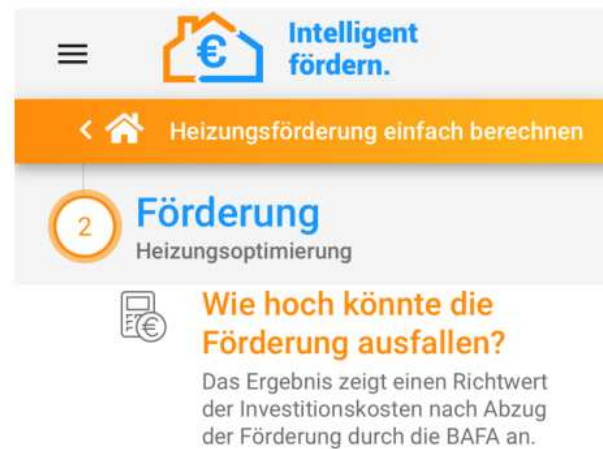 Intelligent
fördern.
Heizungsförderung einfach berechnen
2
Förderung
Heizungsoptimierung
Wie hoch könnte die
Förderung ausfallen?
Das Ergebnis zeigt einen Richtwert
der Investitionskosten nach Abzug
der Förderung durch die BAFA an.